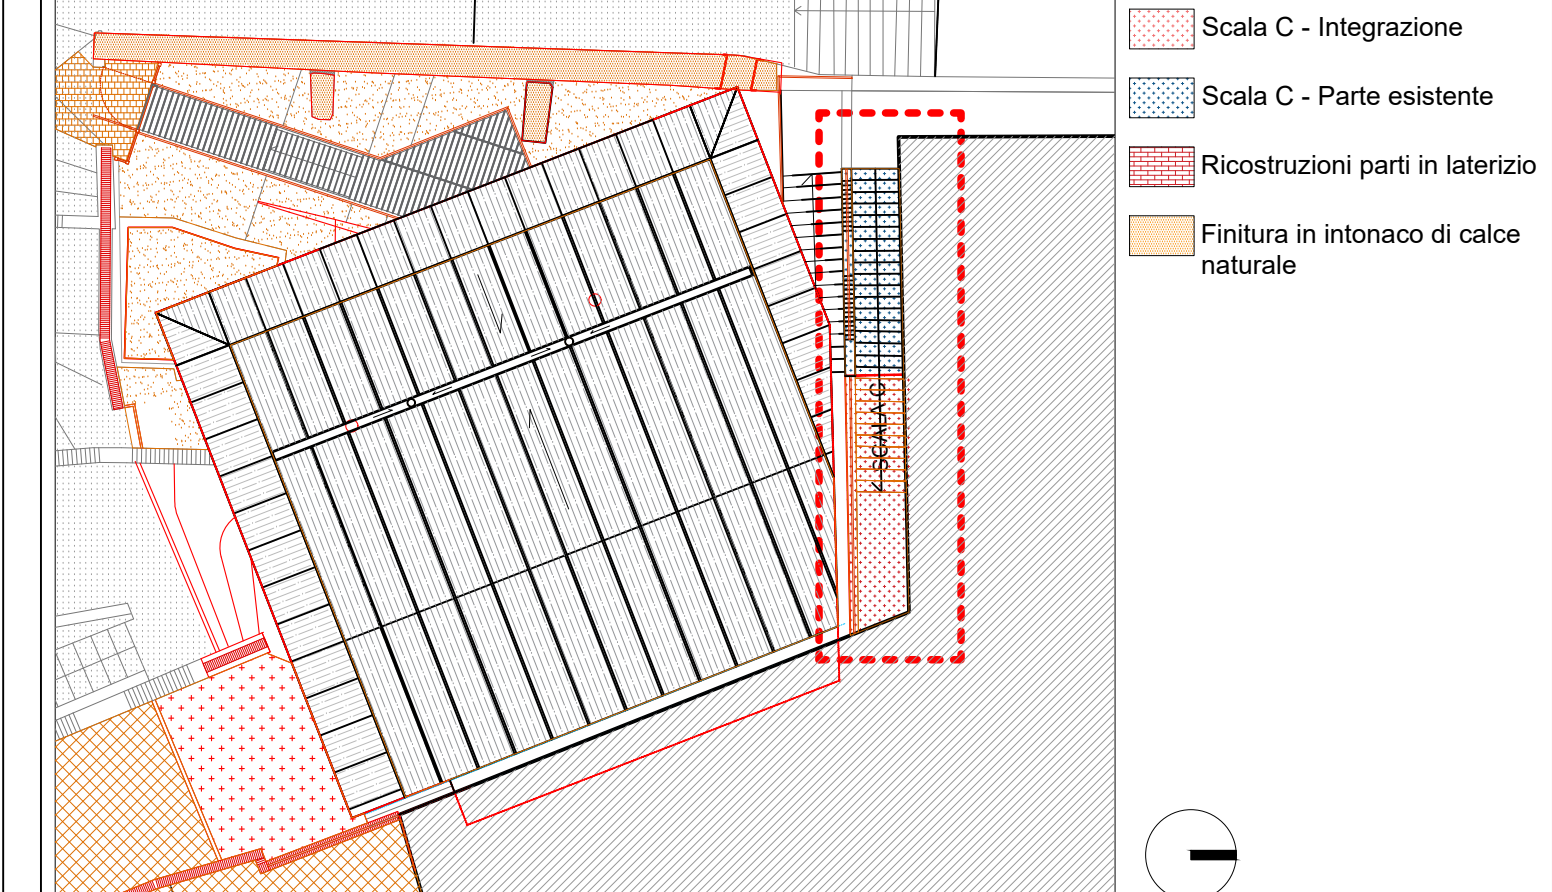 Scala C - Integrazione
Scala C - Parte esistente
Ricostruzioni parti in laterizio
Finitura in intonaco di calce
naturale
SCALA C